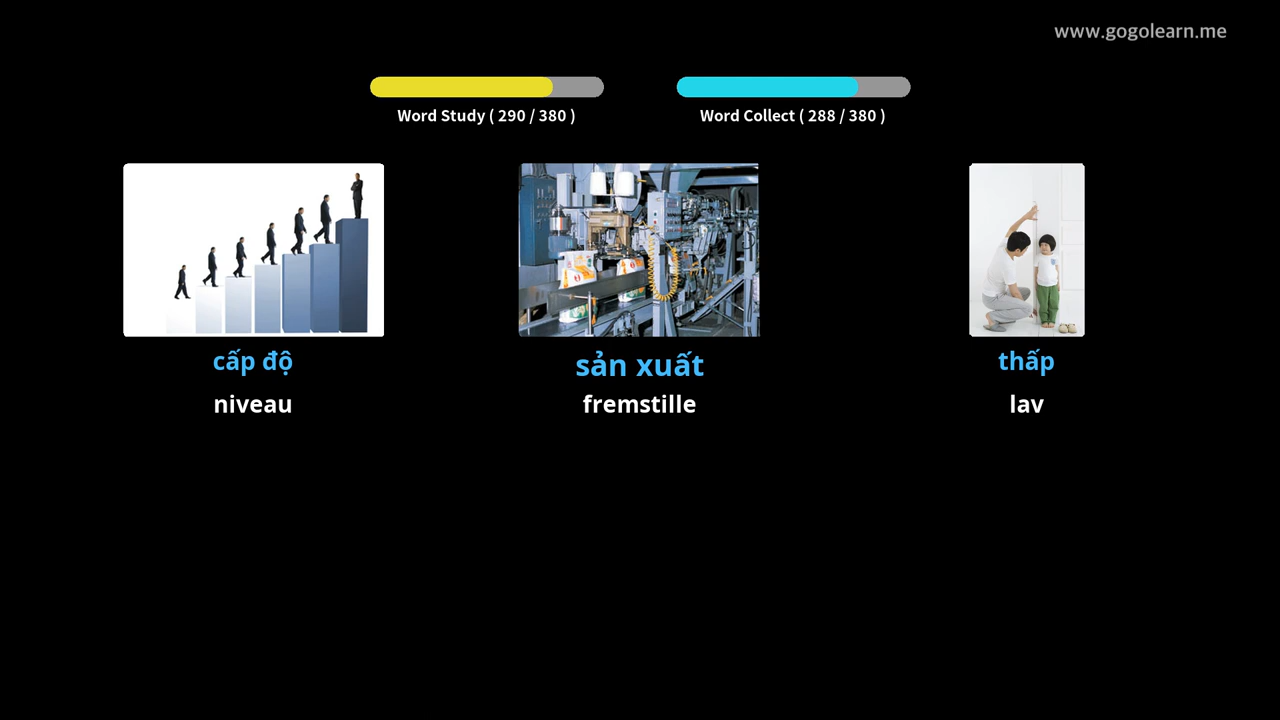 www.gogolearn.me
Word Study ( 290 / 380 )
Word Collect ( 288 / 380 )
cấp độ
niveau
sản xuất
fremstille
thấp
lav